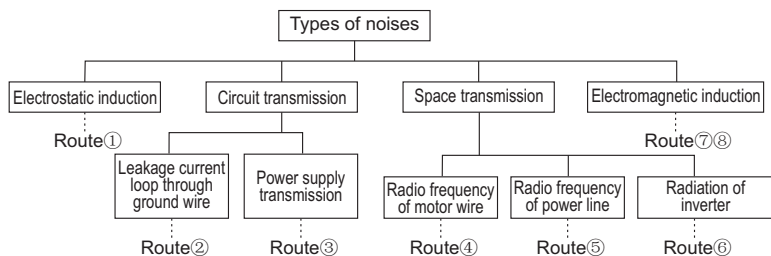 Types of noises
Electrostatic induction
Circuit transmission
Space transmission
Electromagnetic induction
Route①
Route⑦⑧
Leakage current
loop through
ground wire
Power supply
transmission
Radio frequency
of motor wire
Radio frequency
of power line
Radiation of
inverter
Route②
Route③
Route④
Route⑤
Route⑥